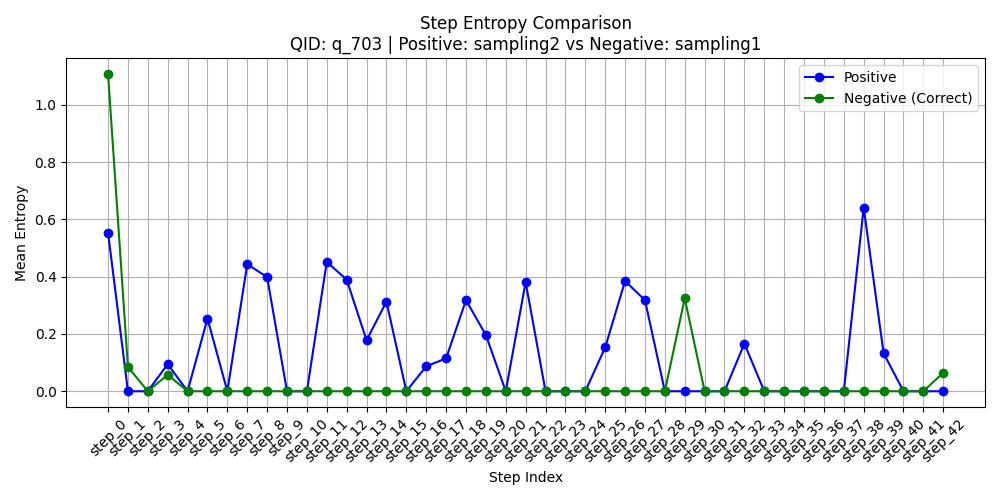 Step Entropy Comparison
QID: q_703 | Positive: sampling2 vs Negative: sampling1
Positive
Negative (Correct)
Mean Entropy
1.0
0.8
0.6
0.4
0.2
0.0
step_0
step_1
step_2
step_3
step_4
step_5
step_6
step_7
step_8
step_9
step_10
step_11
step_12
step_13
step_14
step_15
step_16
step_17
step_18
step_19
step_20
step_21
step_22
step_23
step_24
step_25
step_26
step_27
step_28
step_29
step_30
step_31
step_32
step_33
step_34
step_35
step_36
step_37
step_38
step_39
step_40
step_41
step_42
Step Index